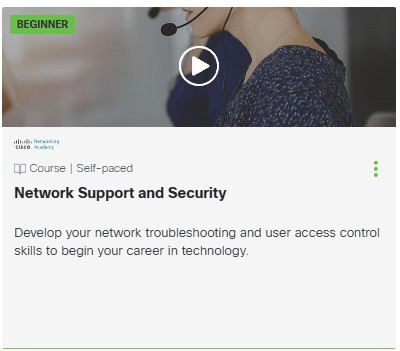 BEGINNER
cisco Networking
Academy
Course | Self-paced
Network Support and Security
Develop your network troubleshooting and user access control
skills to begin your career in technology.